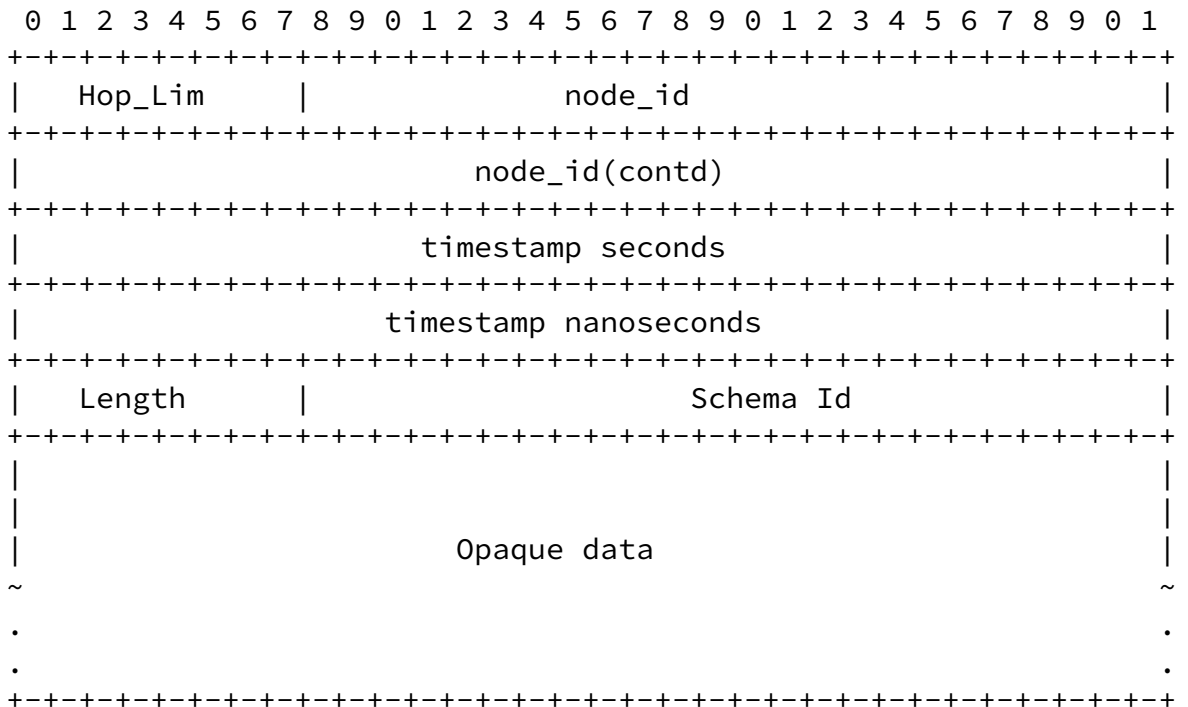 0 1 2 3 4 5 6 7 8 9 0 1 2 3 4 5 6 7 8 9 0 1 2 3 4 5 6 7 8 9 0 1
+-+-+-+-+-+-+-+-+-+-+-+-+-+-+-+-+-+-+-+-+-+-+-+-+-+-+-+-+-+-+-+-+
|   Hop_Lim     |              node_id                          |
+-+-+-+-+-+-+-+-+-+-+-+-+-+-+-+-+-+-+-+-+-+-+-+-+-+-+-+-+-+-+-+-+
|                         node_id(contd)                        |
+-+-+-+-+-+-+-+-+-+-+-+-+-+-+-+-+-+-+-+-+-+-+-+-+-+-+-+-+-+-+-+-+
|                      timestamp seconds                        |
+-+-+-+-+-+-+-+-+-+-+-+-+-+-+-+-+-+-+-+-+-+-+-+-+-+-+-+-+-+-+-+-+
|                    timestamp nanoseconds                      |
+-+-+-+-+-+-+-+-+-+-+-+-+-+-+-+-+-+-+-+-+-+-+-+-+-+-+-+-+-+-+-+-+
|   Length      |                     Schema Id                 |
+-+-+-+-+-+-+-+-+-+-+-+-+-+-+-+-+-+-+-+-+-+-+-+-+-+-+-+-+-+-+-+-+
|                                                               |
|                                                               |
|                        Opaque data                            |
~                                                               ~
.                                                               .
.                                                               .
+-+-+-+-+-+-+-+-+-+-+-+-+-+-+-+-+-+-+-+-+-+-+-+-+-+-+-+-+-+-+-+-+